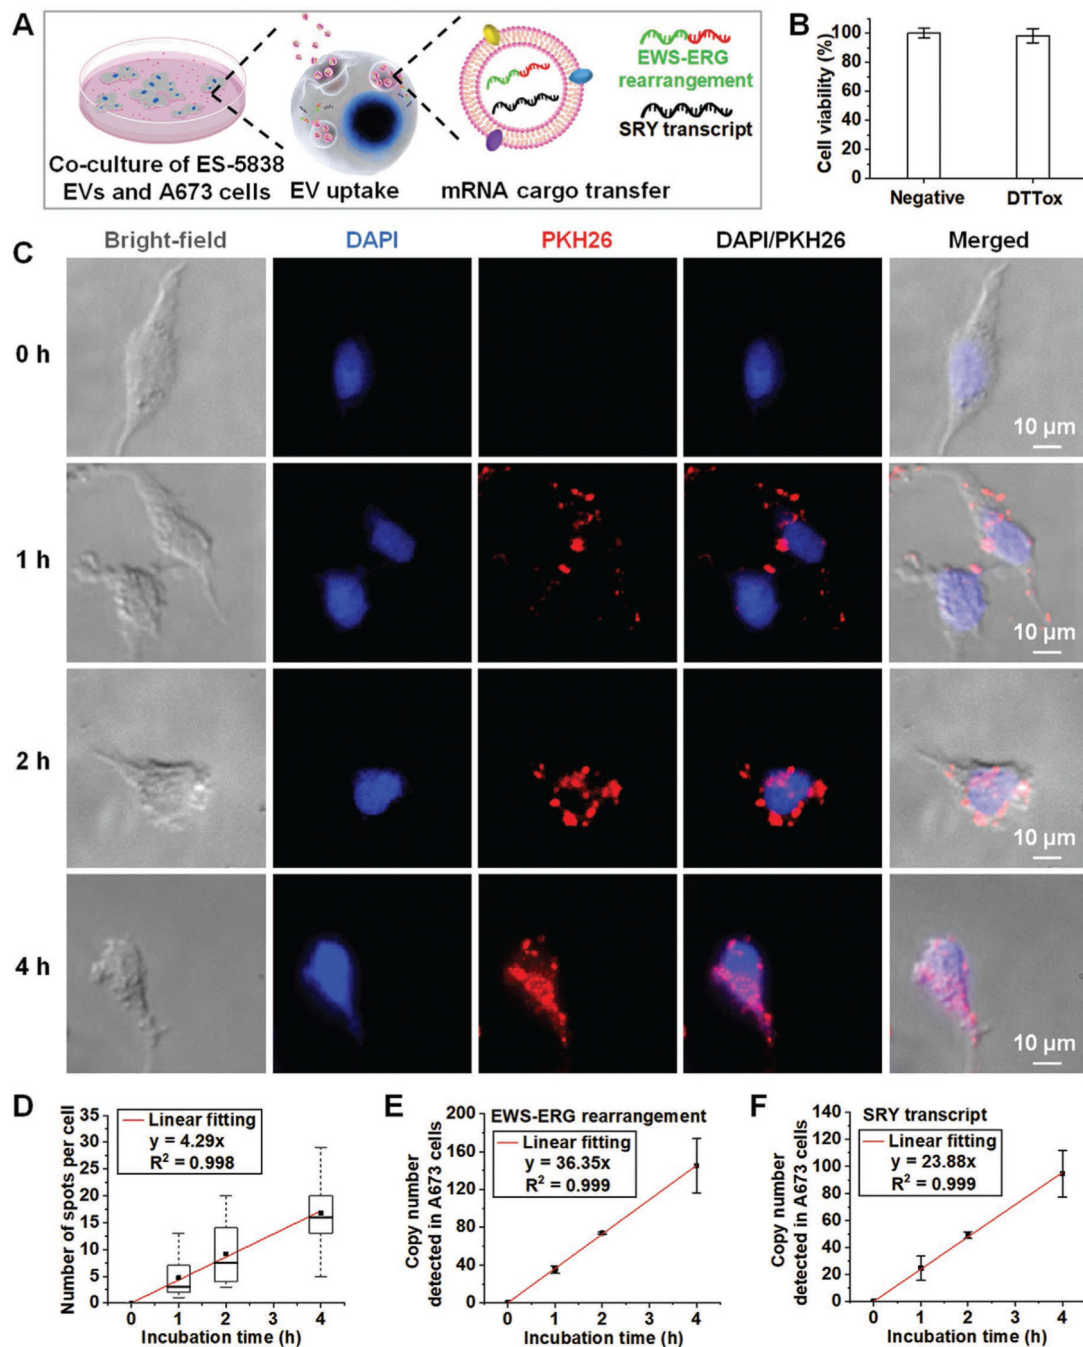 A
Co-culture of ES-5838
EVs and A673 cells
EV uptake
mRNA cargo transfer
EWS-ERG
rearrangement
SRY transcript
B
Cell viability (%)
100
80
60
40
20
0
Negative
DTTox
C
Bright-field
DAPI
PKH26
DAPI/PKH26
Merged
0 h
10 µm
1 h
10 µm
2 h
10 µm
4 h
10 µm
D
Number of spots per cell
35
30
25
20
15
10
5
0
Linear fitting
y = 4.29x
R² = 0.998
0 1 2 3 4
Incubation time (h)
E
EWS-ERG rearrangement
Copy number
detected in A673 cells
200
160
120
80
40
0
Linear fitting
y = 36.35x
R² = 0.999
0 1 2 3 4
Incubation time (h)
F
SRY transcript
Copy number
detected in A673 cells
140
120
100
80
60
40
20
0
Linear fitting
y = 23.88x
R² = 0.999
0 1 2 3 4
Incubation time (h)